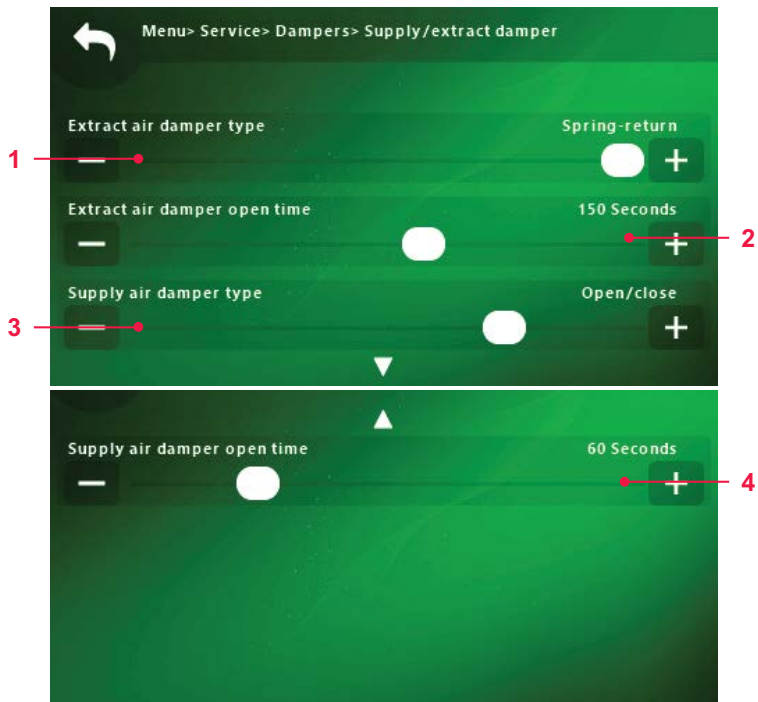 Menu> Service> Dampers> Supply/extract damper
Extract air damper type Spring-return
1
Extract air damper open time 150 Seconds
2
Supply air damper type Open/close
3
Supply air damper open time 60 Seconds
4